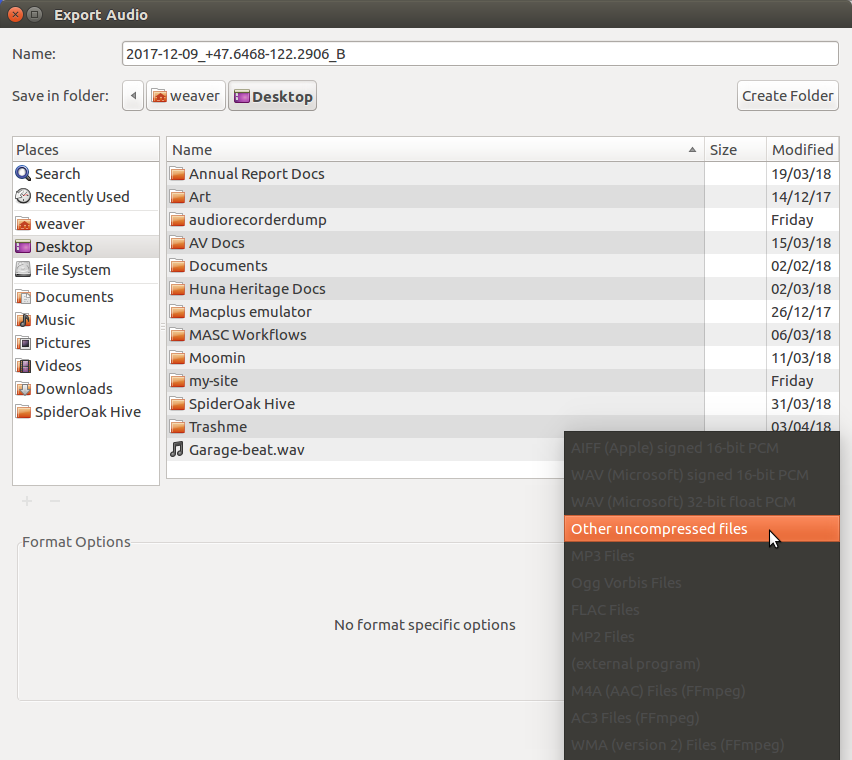 Export Audio
Name: 2017-12-09_+47.6468-122.2906_B
Save in folder: weaver Desktop Create Folder
Places
Search
Recently Used
weaver
Desktop
File System
Documents
Music
Pictures
Videos
Downloads
SpiderOak Hive
Name Size Modified
Annual Report Docs 19/03/18
Art 14/12/17
audiorecorderdump Friday
AV Docs 15/03/18
Documents 02/02/18
Huna Heritage Docs 02/03/18
Macplus emulator 26/12/17
MASC Workflows 06/03/18
Moomin 11/03/18
my-site Friday
SpiderOak Hive 31/03/18
Trashme 03/04/18
Garage-beat.wav
AIFF (Apple) signed 16-bit PCM
WAV (Microsoft) signed 16-bit PCM
WAV (Microsoft) 32-bit float PCM
Other uncompressed files
MP3 Files
Ogg Vorbis Files
FLAC Files
MP2 Files
(external program)
M4A (AAC) Files (FFmpeg)
AC3 Files (FFmpeg)
WMA (version 2) Files (FFmpeg)
Format Options
No format specific options